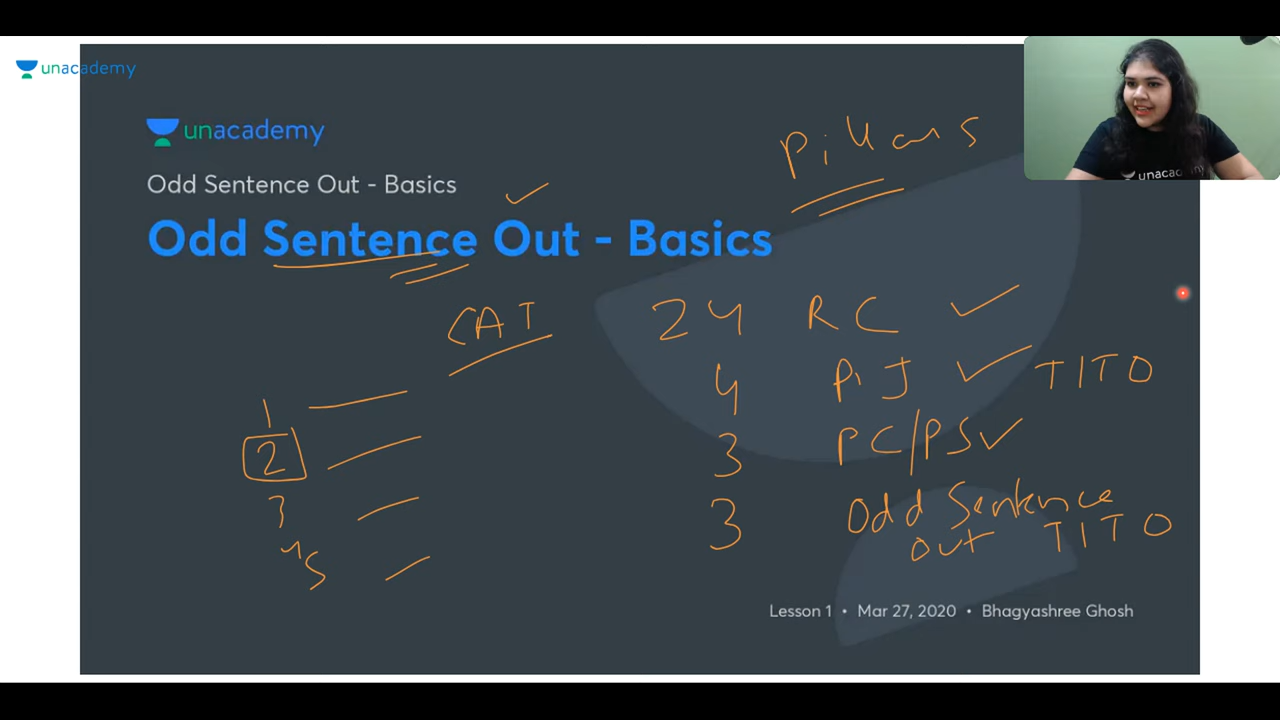 unacademy
unacademy
Pillars
unacademy
Odd Sentence Out - Basics
Odd Sentence Out - Basics
CAT
24 RC
4 PJ TITO
3 PC/PS
3 Odd Sentence
out TITO
1
2
3
4
5
Lesson 1 • Mar 27, 2020 • Bhagyashree Ghosh